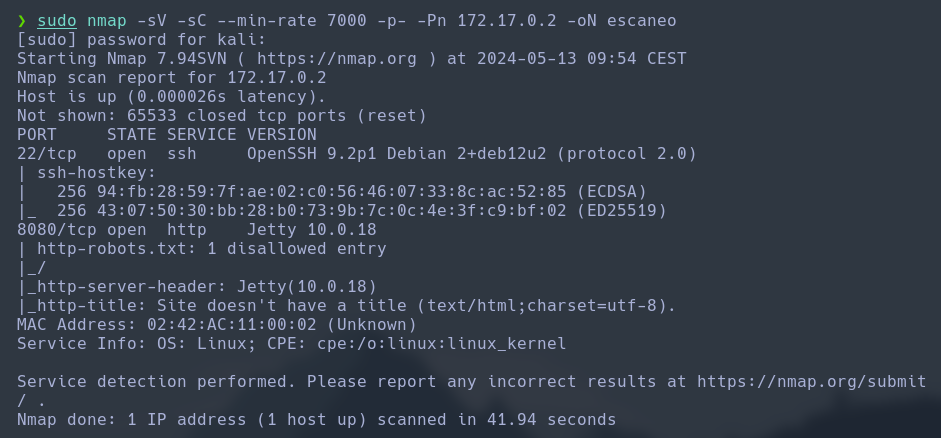 ❯ sudo nmap -sV -sC --min-rate 7000 -p- -Pn 172.17.0.2 -oN escaneo
[sudo] password for kali:
Starting Nmap 7.94SVN ( https://nmap.org ) at 2024-05-13 09:54 CEST
Nmap scan report for 172.17.0.2
Host is up (0.000026s latency).
Not shown: 65533 closed tcp ports (reset)
PORT     STATE SERVICE VERSION
22/tcp   open  ssh     OpenSSH 9.2p1 Debian 2+deb12u2 (protocol 2.0)
| ssh-hostkey:
|   256 94:fb:28:59:7f:ae:02:c0:56:46:07:33:8c:ac:52:85 (ECDSA)
|_  256 43:07:50:30:bb:28:b0:73:9b:7c:0c:4e:3f:c9:bf:02 (ED25519)
8080/tcp open  http    Jetty 10.0.18
| http-robots.txt: 1 disallowed entry
|_/
|_http-server-header: Jetty(10.0.18)
|_http-title: Site doesn't have a title (text/html;charset=utf-8).
MAC Address: 02:42:AC:11:00:02 (Unknown)
Service Info: OS: Linux; CPE: cpe:/o:linux:linux_kernel

Service detection performed. Please report any incorrect results at https://nmap.org/submit
/ .
Nmap done: 1 IP address (1 host up) scanned in 41.94 seconds